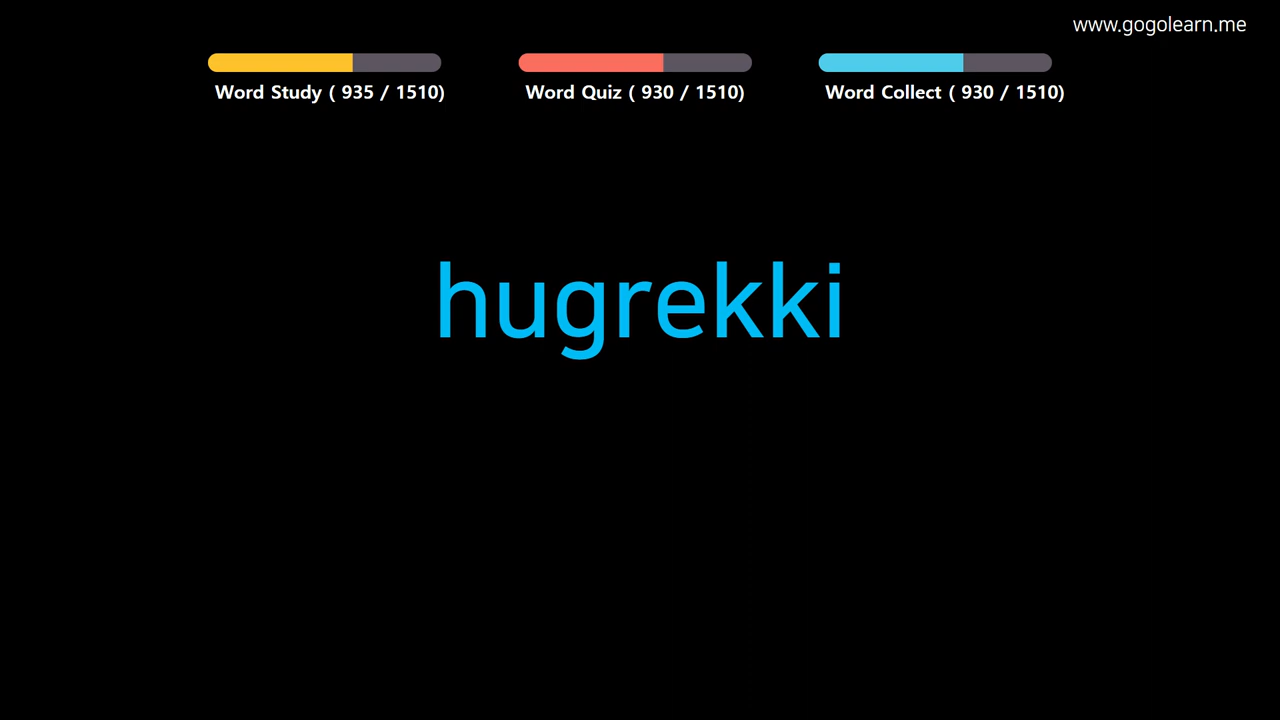 www.gogolearn.me
Word Study ( 935 / 1510)
Word Quiz ( 930 / 1510)
Word Collect ( 930 / 1510)
hugrekki